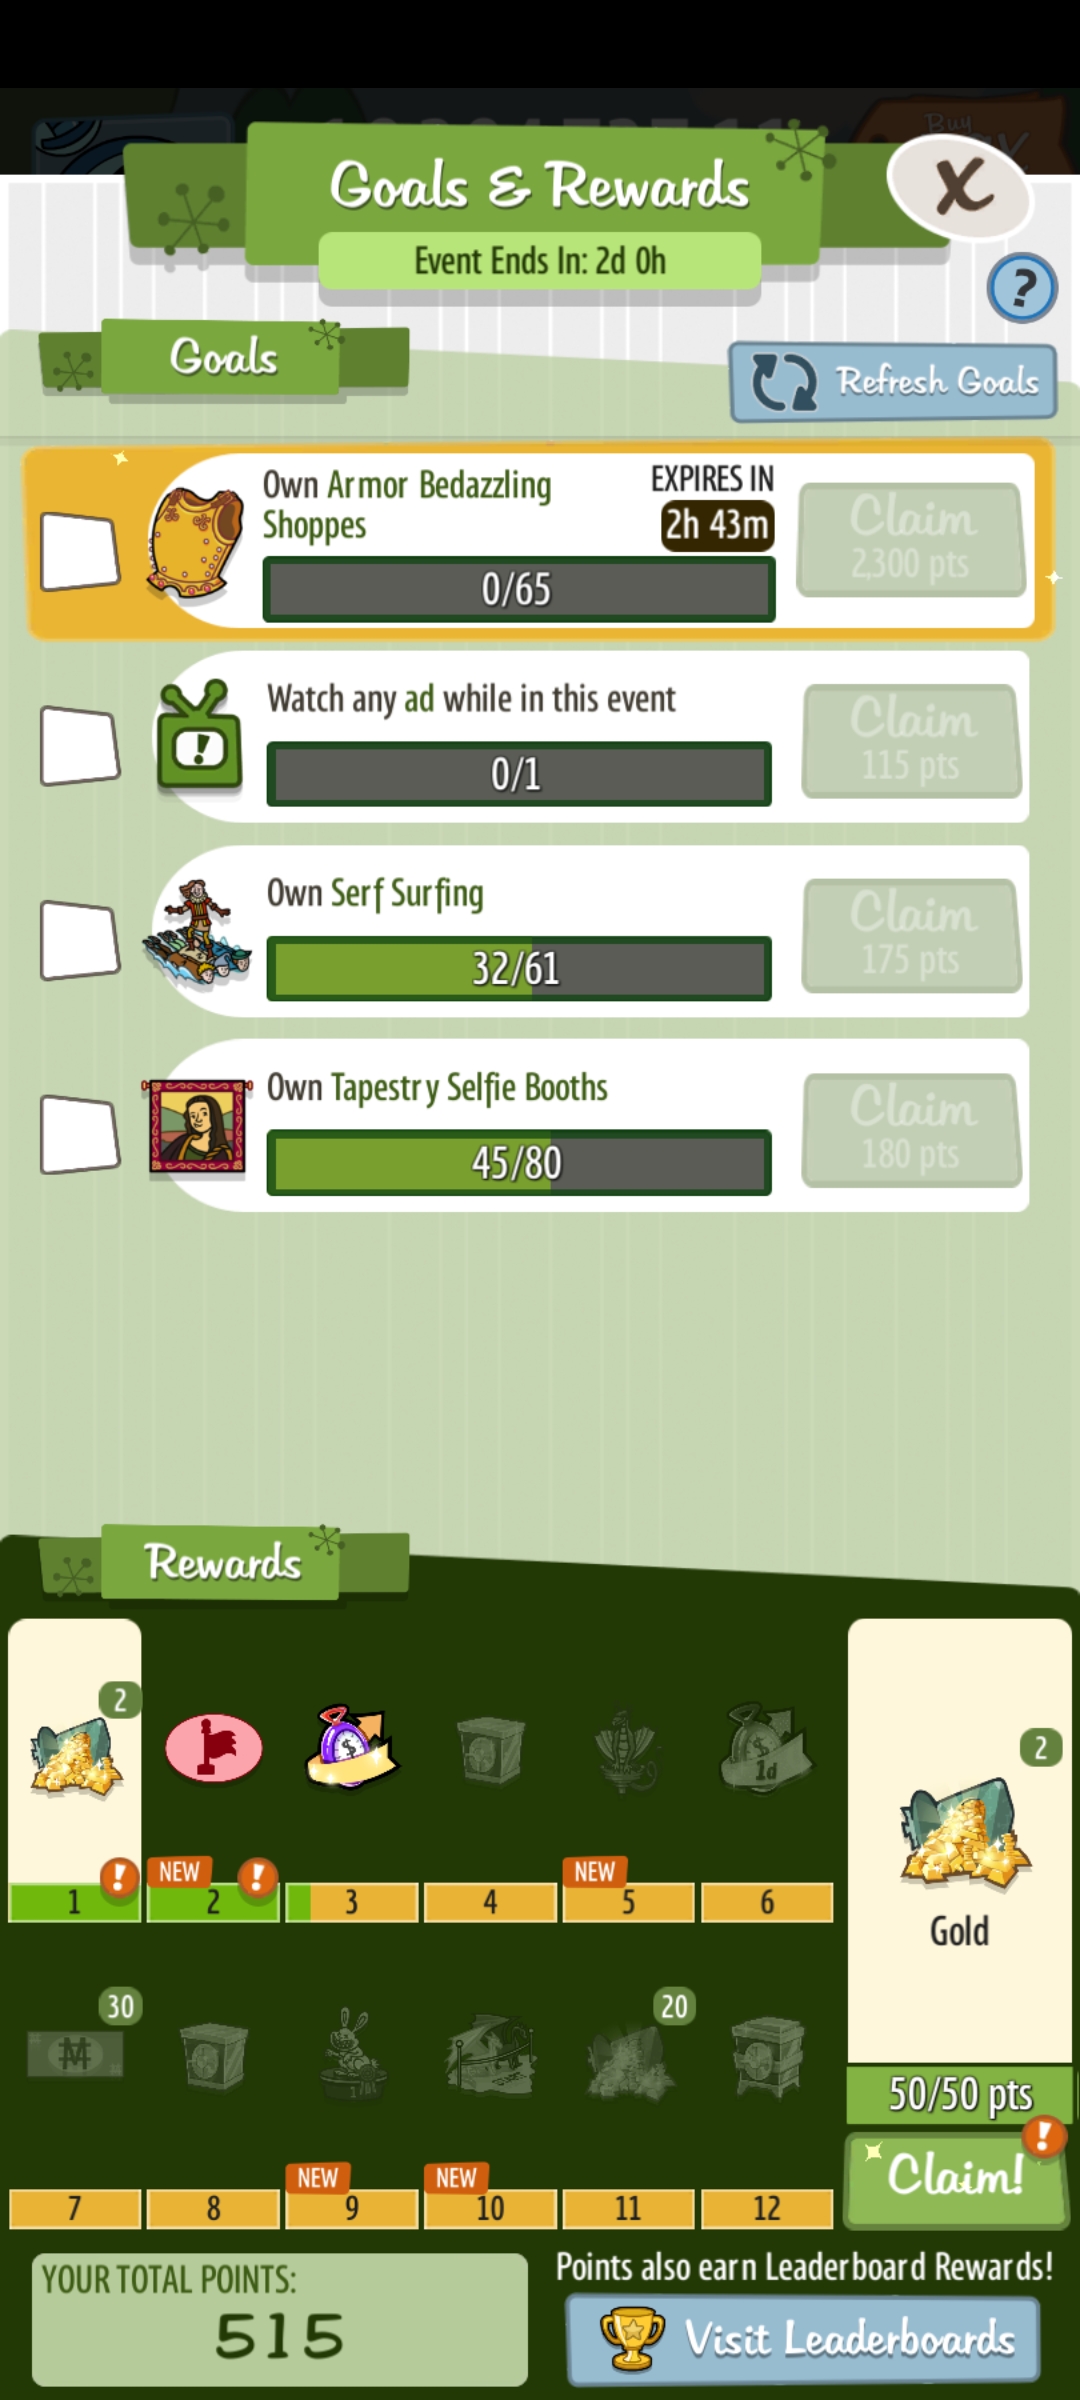 Buy
Goals & Rewards
X
Event Ends In: 2d 0h
?
Goals
Refresh Goals
Own Armor Bedazzling
Shoppes
EXPIRES IN
2h 43m
0/65
Claim
2,300 pts
Watch any ad while in this event
0/1
Claim
115 pts
Own Serf Surfing
32/61
Claim
175 pts
Own Tapestry Selfie Booths
45/80
Claim
180 pts
Rewards
2
1d
2
Gold
NEW
NEW
1
2
3
4
5
6
30
20
50/50 pts
Claim!
NEW
NEW
7
8
9
10
11
12
YOUR TOTAL POINTS:
515
Points also earn Leaderboard Rewards!
Visit Leaderboards